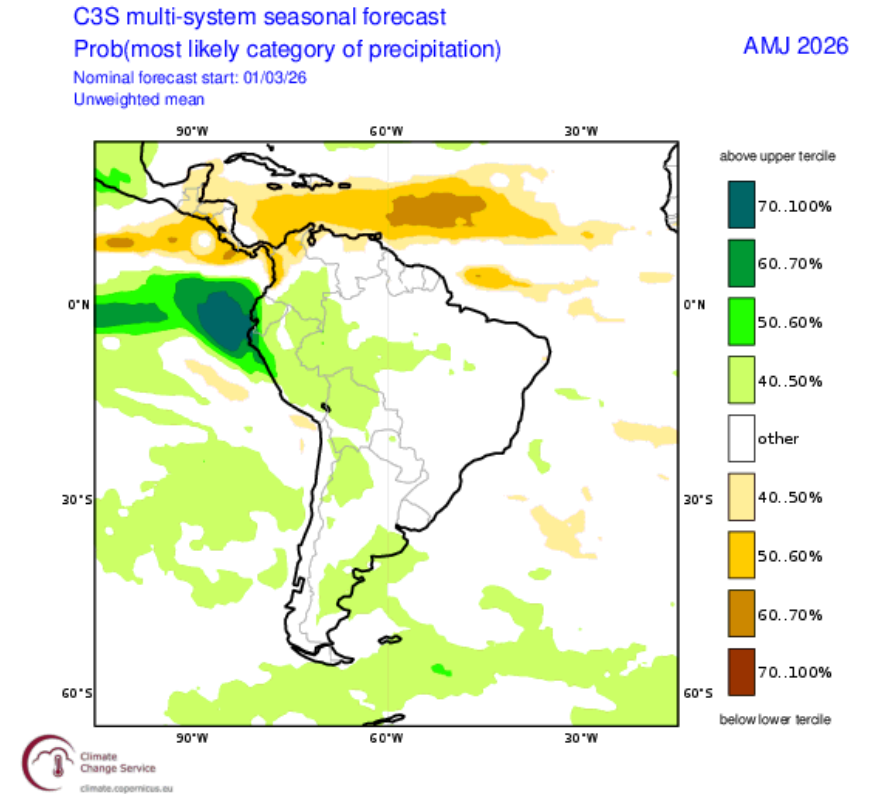 C3S multi-system seasonal forecast
Prob(most likely category of precipitation)
AMJ 2026
Nominal forecast start: 01/03/26
Unweighted mean
90°W 60°W 30°W
above upper tercile
70..100%
60..70%
0°N 0°N
50..60%
40..50%
other
30°S 30°S
40..50%
50..60%
60..70%
70..100%
60°S 60°S
below lower tercile
90°W 60°W 30°W
Climate
Change Service
climate.copernicus.eu